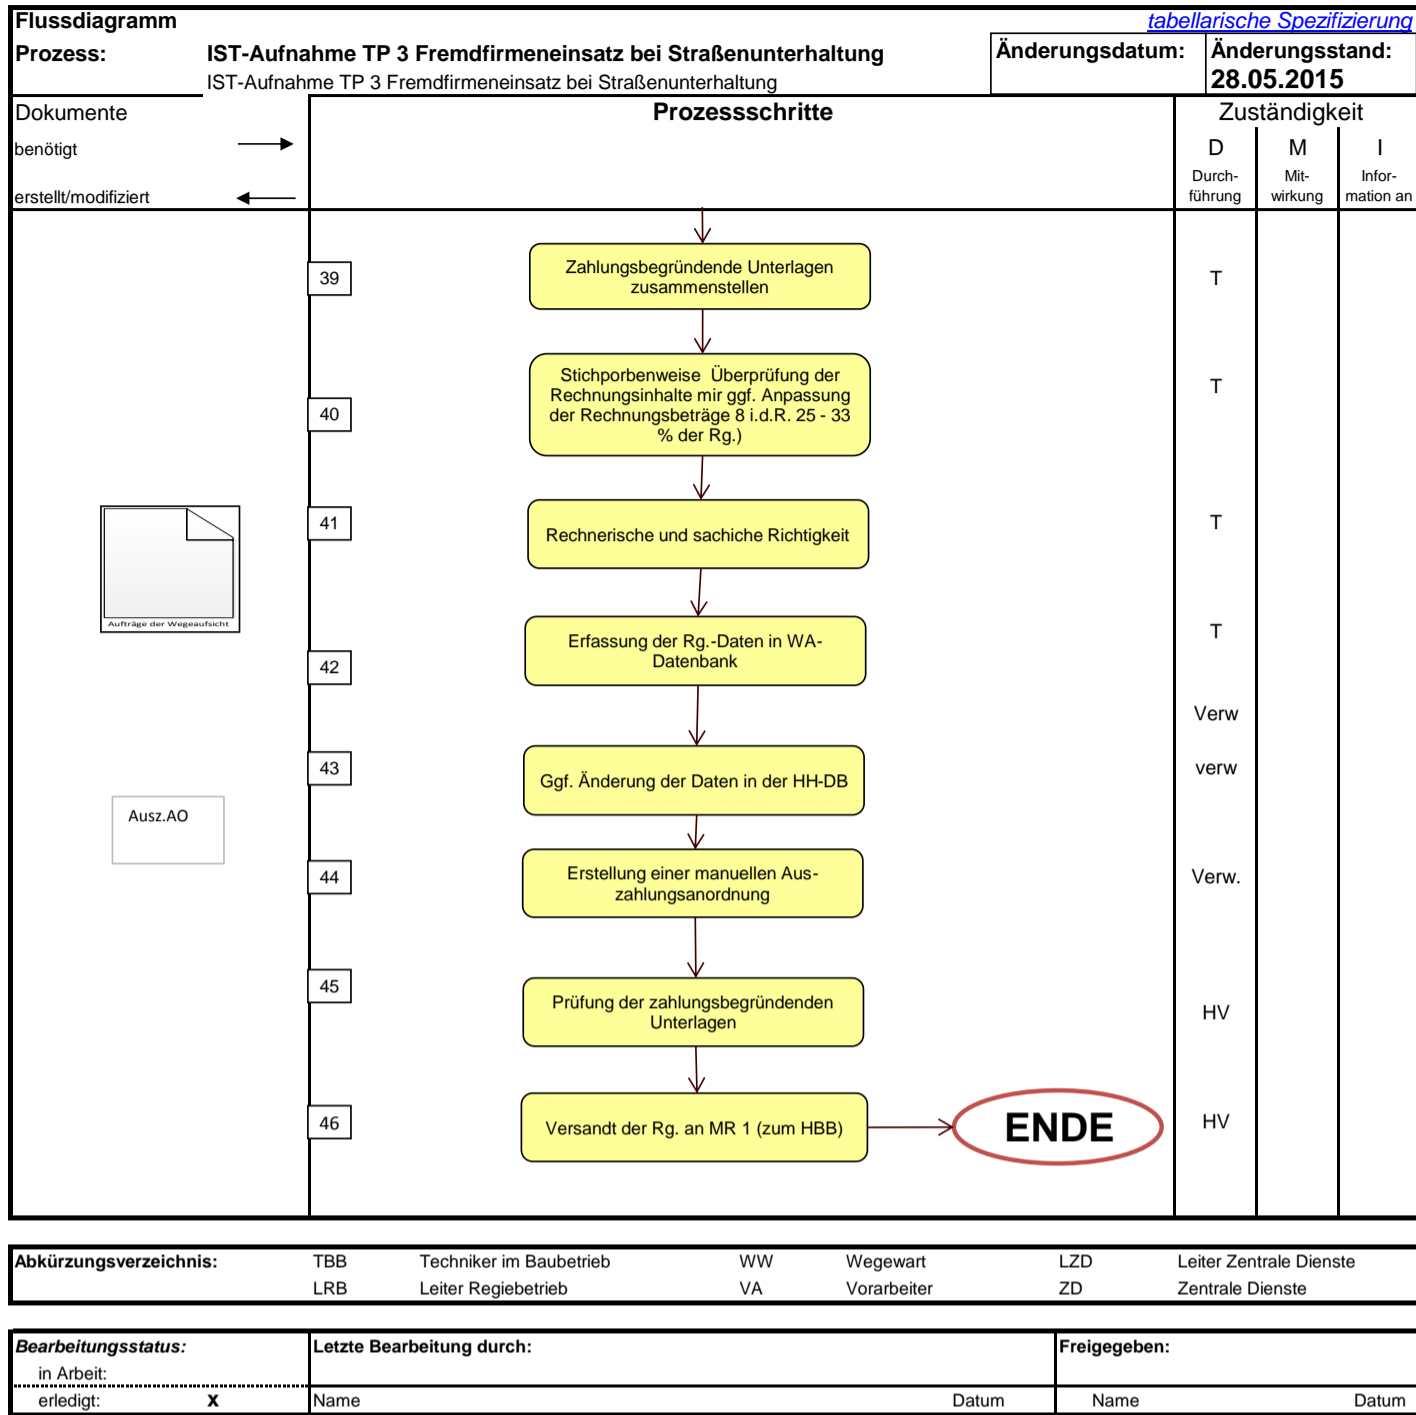 Flussdiagramm
tabellarische Spezifizierung
Prozess:
IST-Aufnahme TP 3 Fremdfirmeneinsatz bei Straßenunterhaltung
IST-Aufnahme TP 3 Fremdfirmeneinsatz bei Straßenunterhaltung
Änderungsdatum:
Änderungsstand:
28.05.2015
Dokumente
benötigt
erstellt/modifiziert
Prozessschritte
Zuständigkeit
D M I
Durch- Mit- Infor-
führung wirkung mation an
39
Zahlungsbegründende Unterlagen
zusammenstellen
T
40
Stichporbenweise Überprüfung der
Rechnungsinhalte mir ggf. Anpassung
der Rechnungsbeträge 8 i.d.R. 25 - 33
% der Rg.)
T
41
Rechnerische und sachiche Richtigkeit
T
Aufträge der Wegeaufsicht
42
Erfassung der Rg.-Daten in WA-
Datenbank
T
Verw
43
Ggf. Änderung der Daten in der HH-DB
verw
Ausz.AO
44
Erstellung einer manuellen Aus-
zahlungsanordnung
Verw.
45
Prüfung der zahlungsbegründenden
Unterlagen
HV
46
Versandt der Rg. an MR 1 (zum HBB)
ENDE
HV
Abkürzungsverzeichnis: TBB Techniker im Baubetrieb WW Wegewart LZD Leiter Zentrale Dienste
LRB Leiter Regiebetrieb VA Vorarbeiter ZD Zentrale Dienste
Bearbeitungsstatus: Letzte Bearbeitung durch: Freigegeben:
in Arbeit:
erledigt: X Name Datum Name Datum